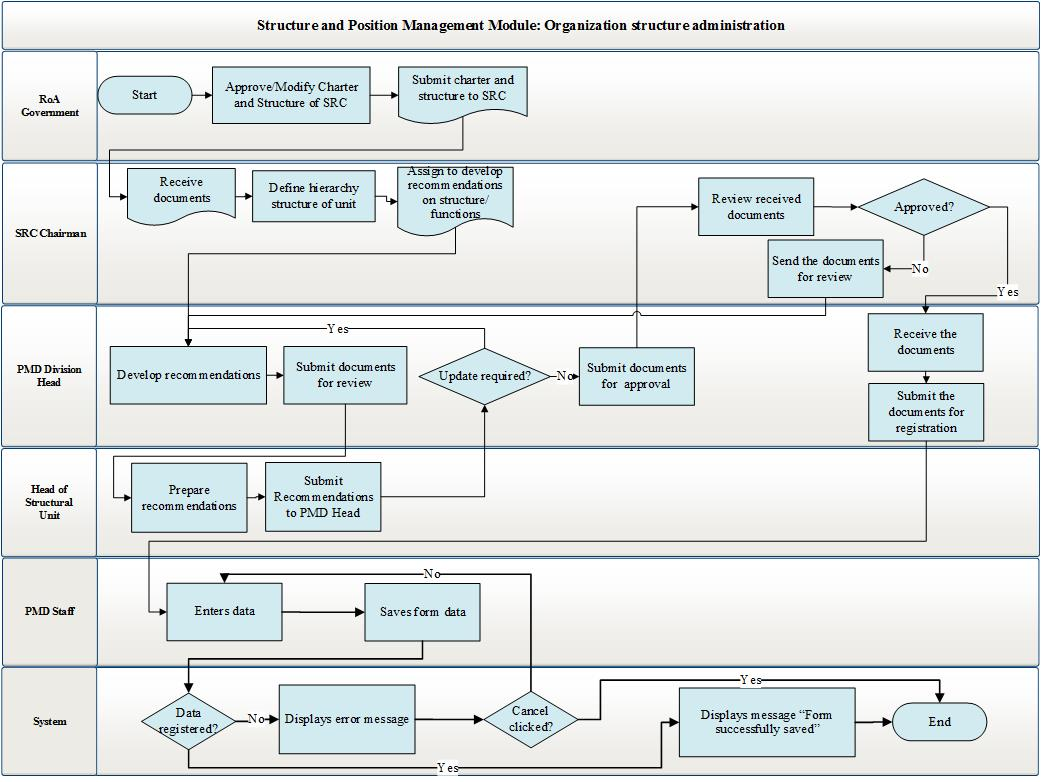 Structure and Position Management Module: Organization structure administration
RoA
Government
Start
Approve/Modify Charter
and Structure of SRC
Submit charter and
structure to SRC
SRC Chairman
Receive
documents
Define hierarchy
structure of unit
Assign to develop
recommendations
on structure/
functions
Review received
documents
Approved?
Send the documents
for review
No
Yes
PMD Division
Head
Develop recommendations
Submit documents
for review
Yes
Update required?
No
Submit documents
for approval
Receive the
documents
Submit the
documents for
registration
Head of
Structural
Unit
Prepare
recommendations
Submit
Recommendations
to PMD Head
PMD Staff
Enters data
Saves form data
No
System
Data
registered?
No
Displays error message
Cancel
clicked?
Yes
Displays message “Form
successfully saved”
End
Yes